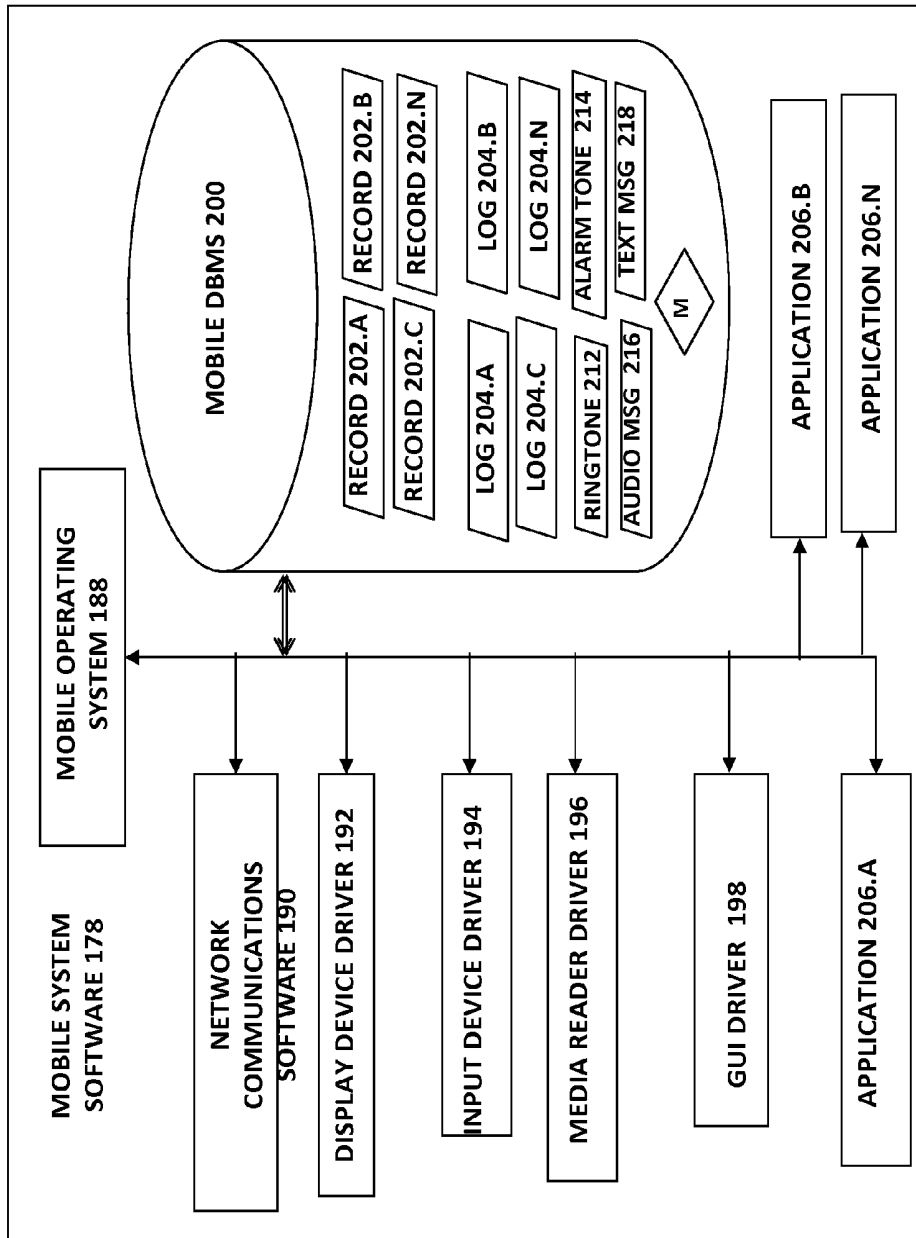 MOBILE SYSTEM
SOFTWARE 178
MOBILE OPERATING
SYSTEM 188
NETWORK
COMMUNICATIONS
SOFTWARE 190
DISPLAY DEVICE DRIVER 192
INPUT DEVICE DRIVER 194
MEDIA READER DRIVER 196
GUI DRIVER 198
APPLICATION 206.A
MOBILE DBMS 200
RECORD 202.A
RECORD 202.B
RECORD 202.C
RECORD 202.N
LOG 204.A
LOG 204.B
LOG 204.C
LOG 204.N
RINGTONE 212
ALARM TONE 214
AUDIO MSG 216
TEXT MSG 218
M
APPLICATION 206.B
APPLICATION 206.N